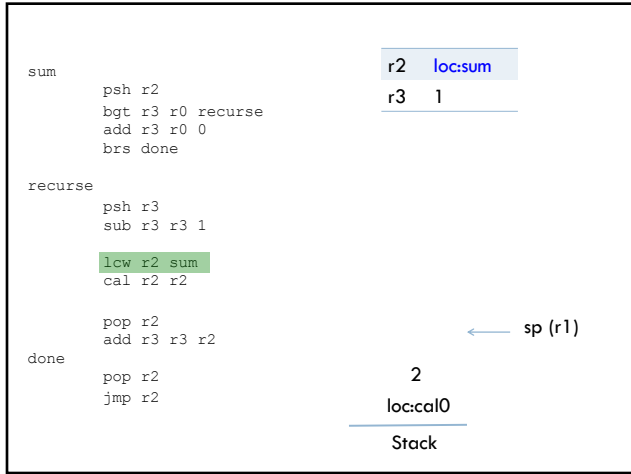 sum
psh r2
bgt r3 r0 recurse
add r3 r0 0
brs done
recurse
psh r3
sub r3 r3 1
lcw r2 sum
cal r2 r2
pop r2
add r3 r3 r2
done
pop r2
jmp r2
r2 loc:sum
r3 1
sp (r1)
2
loc:cal0
Stack